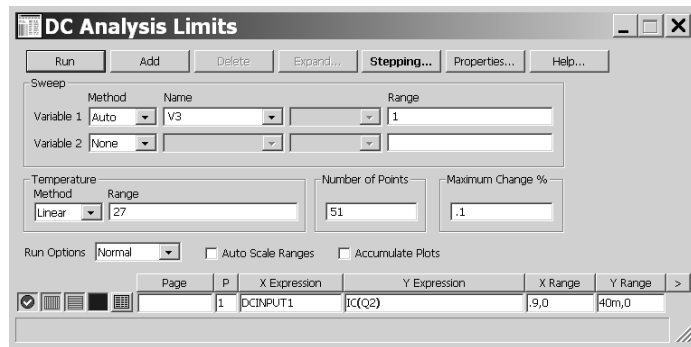 DC Analysis Limits
Run Add Delete Expand... Stepping... Properties... Help...
Sweep
Method Name Range
Variable 1 Auto V3 1
Variable 2 None
Temperature Number of Points Maximum Change %
Method Range
Linear 27 51 .1
Run Options Normal Auto Scale Ranges Accumulate Plots
Page P X Expression Y Expression X Range Y Range >
1 DCINPUT1 IC(Q2) .9,0 40m,0